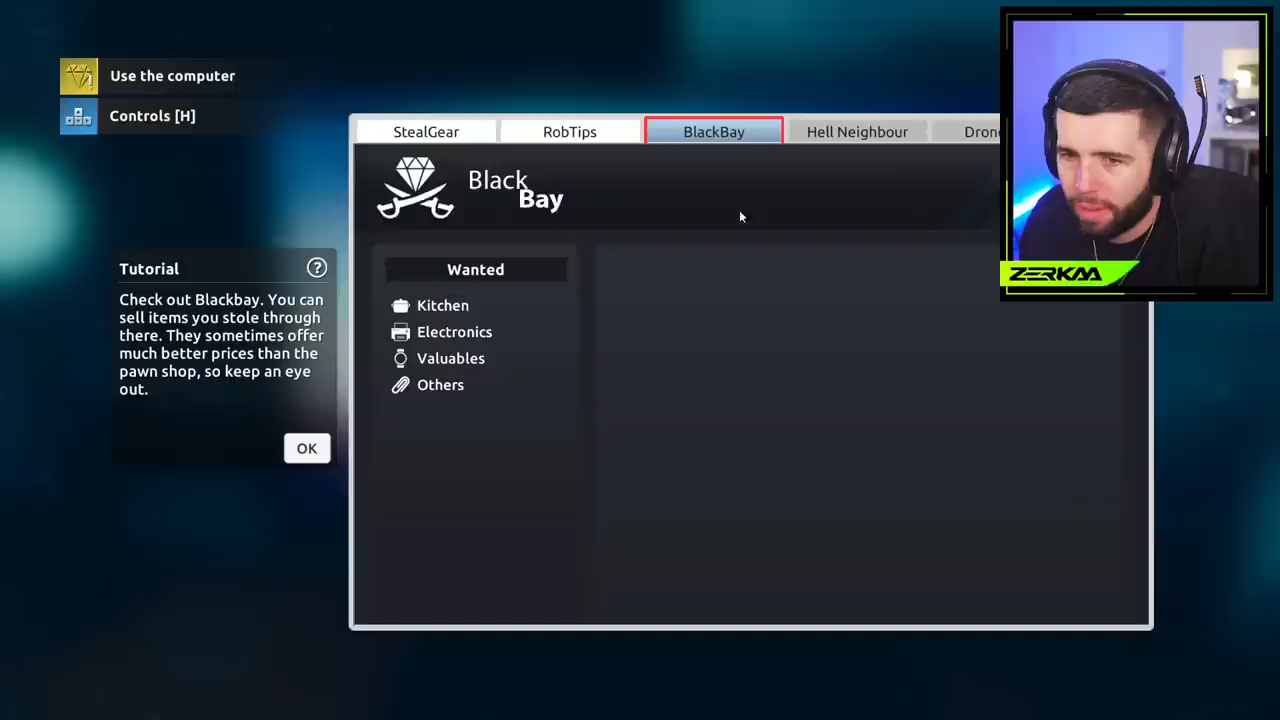 Use the computer
Controls [H]
StealGear
RobTips
BlackBay
Hell Neighbour
Drone
Black
Bay
ZERKAA
Tutorial
Check out Blackbay. You can
sell items you stole through
there. They sometimes offer
much better prices than the
pawn shop, so keep an eye
out.
OK
Wanted
Kitchen
Electronics
Valuables
Others